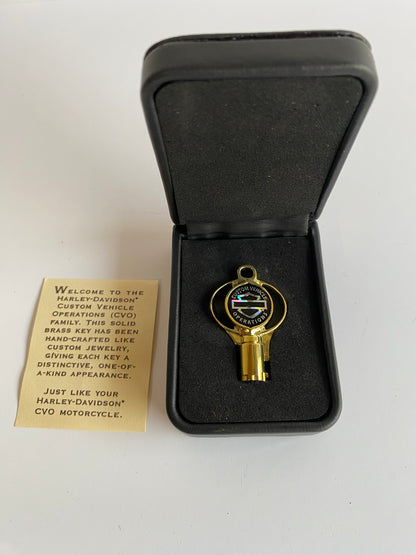 Welcome to the
Harley-Davidson®
Custom Vehicle
Operations (CVO)
family. This solid
brass key has been
hand-crafted like
custom jewelry,
giving each key a
distinctive, one-of-
a-kind appearance.
Just like your
Harley-Davidson®
CVO motorcycle.
CUSTOM VEHICLE
OPERATIONS